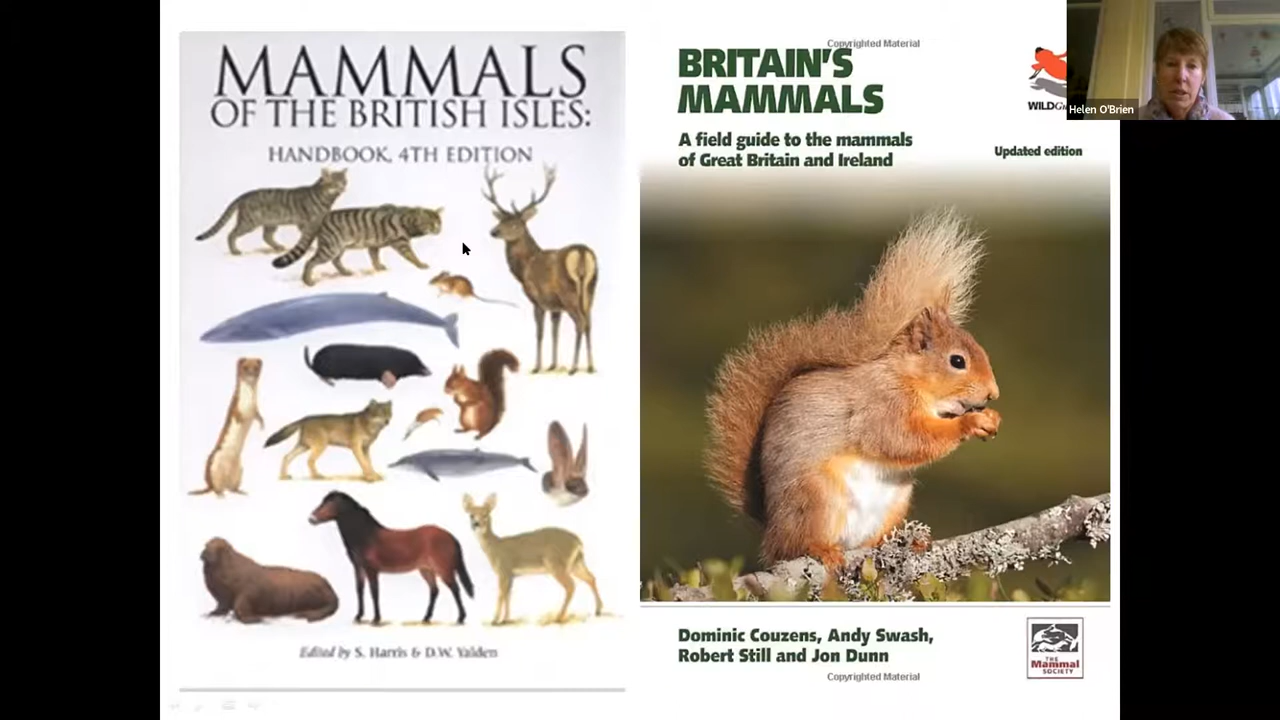 MAMMALS
OF THE BRITISH ISLES:
HANDBOOK, 4TH EDITION
Edited by S. Harris & D.W. Yalden
Copyrighted Material
BRITAIN'S
MAMMALS
A field guide to the mammals
of Great Britain and Ireland
WILDG
Updated edition
Dominic Couzens, Andy Swash,
Robert Still and Jon Dunn
THE
Mammal
SOCIETY
Copyrighted Material
Helen O'Brien